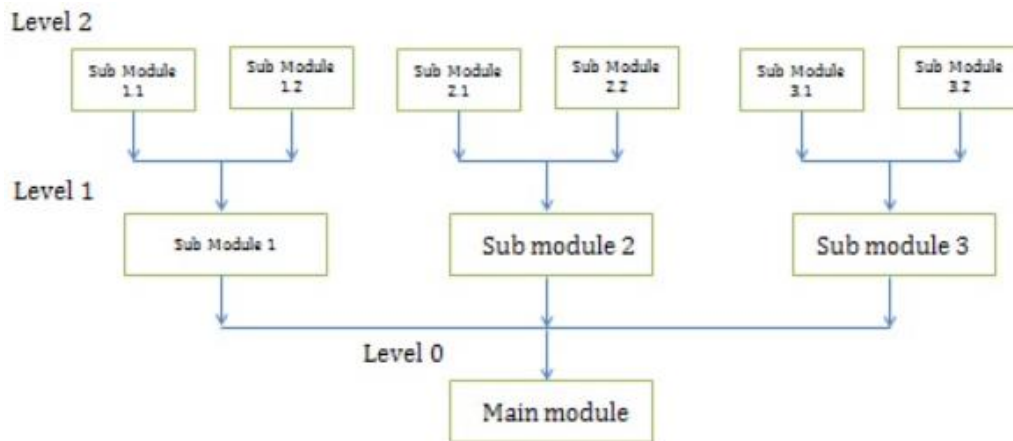 Level 2
Sub Module
1.1
Sub Module
1.2
Sub Module
2.1
Sub Module
2.2
Sub Module
3.1
Sub Module
3.2
Level 1
Sub Module 1
Sub module 2
Sub module 3
Level 0
Main module